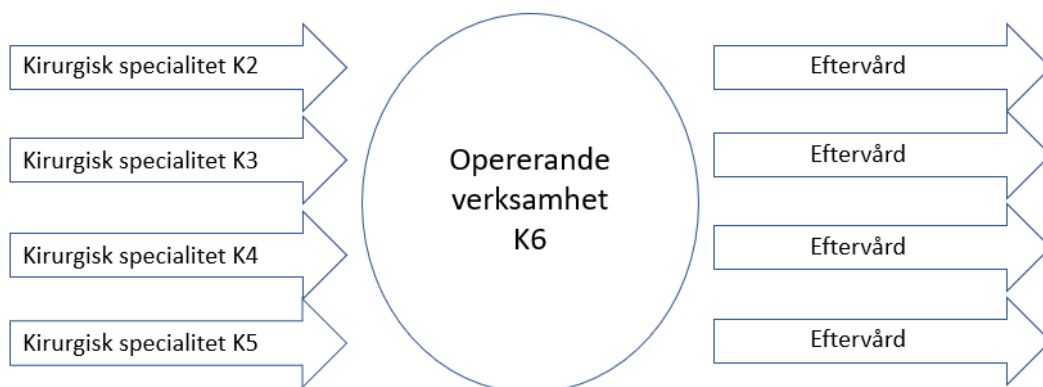 Kirurgisk specialitet K2
Kirurgisk specialitet K3
Kirurgisk specialitet K4
Kirurgisk specialitet K5
Opererande
verksamhet
K6
Eftervård
Eftervård
Eftervård
Eftervård